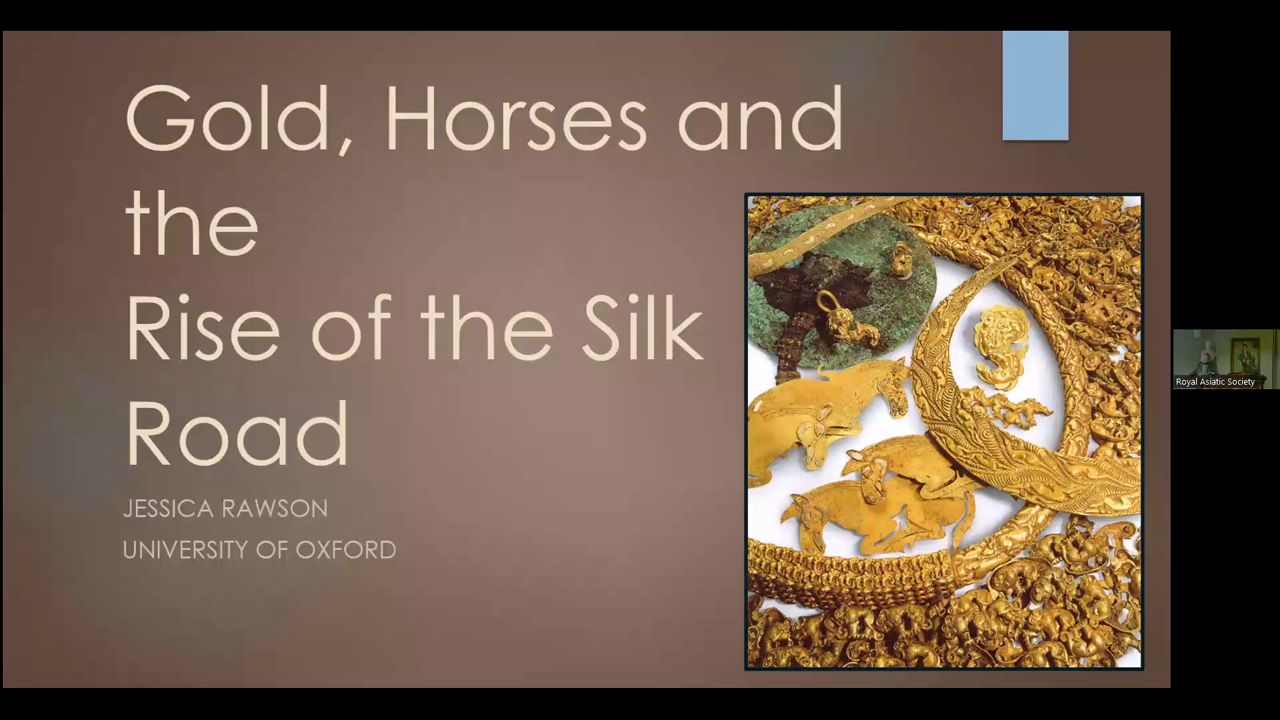 Gold, Horses and
the
Rise of the Silk
Road
JESSICA RAWSON
UNIVERSITY OF OXFORD
Royal Asiatic Society